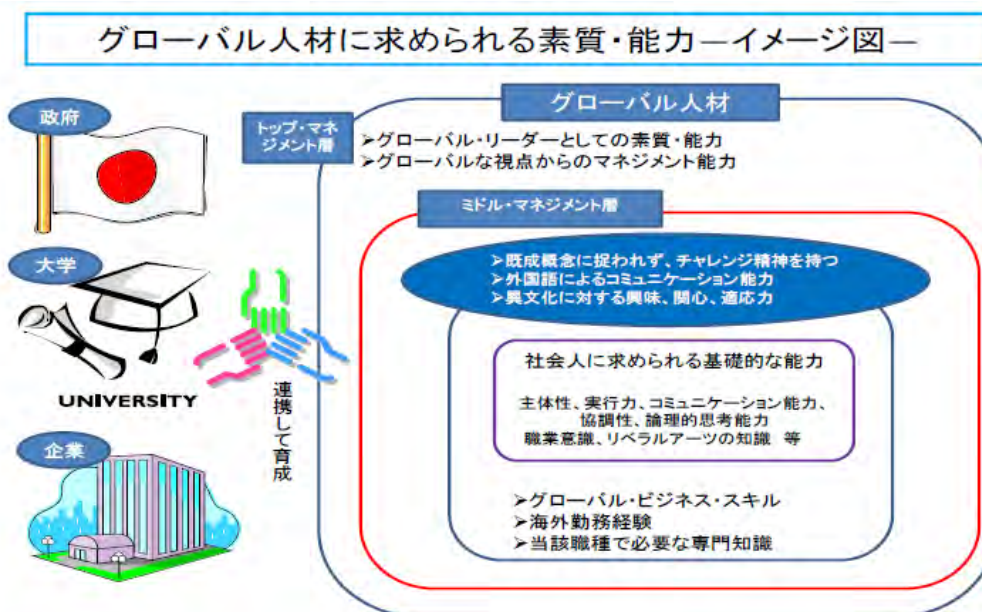 グローバル人材に求められる素質・能力―イメージ図―
政府
大学
UNIVERSITY
企業
連携して育成
グローバル人材
トップ・マネ
ジメント層
➢グローバル・リーダーとしての素質・能力
➢グローバルな視点からのマネジメント能力
ミドル・マネジメント層
➢既成概念に捉われず、チャレンジ精神を持つ
➢外国語によるコミュニケーション能力
➢異文化に対する興味、関心、適応力
社会人に求められる基礎的な能力
主体性、実行力、コミュニケーション能力、
協調性、論理的思考能力
職業意識、リベラルアーツの知識 等
➢グローバル・ビジネス・スキル
➢海外勤務経験
➢当該職種で必要な専門知識